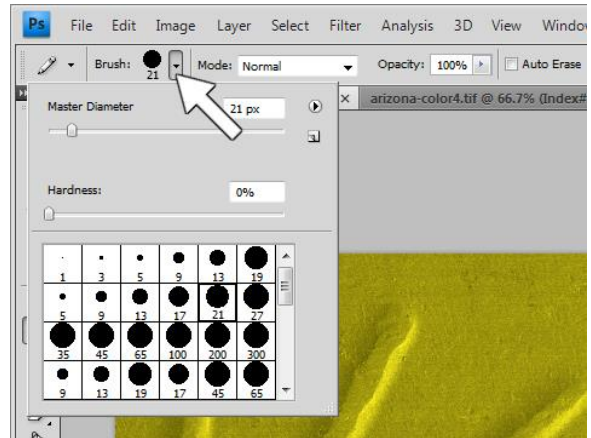 Ps File Edit Image Layer Select Filter Analysis 3D View Windo
Brush: 21 Mode: Normal Opacity: 100% Auto Erase
Master Diameter 21 px × arizona-color4.tif @ 66.7% (Index#
Hardness: 0%
1 3 5 9 13 19
5 9 13 17 21 27
35 45 65 100 200 300
9 13 19 17 45 65